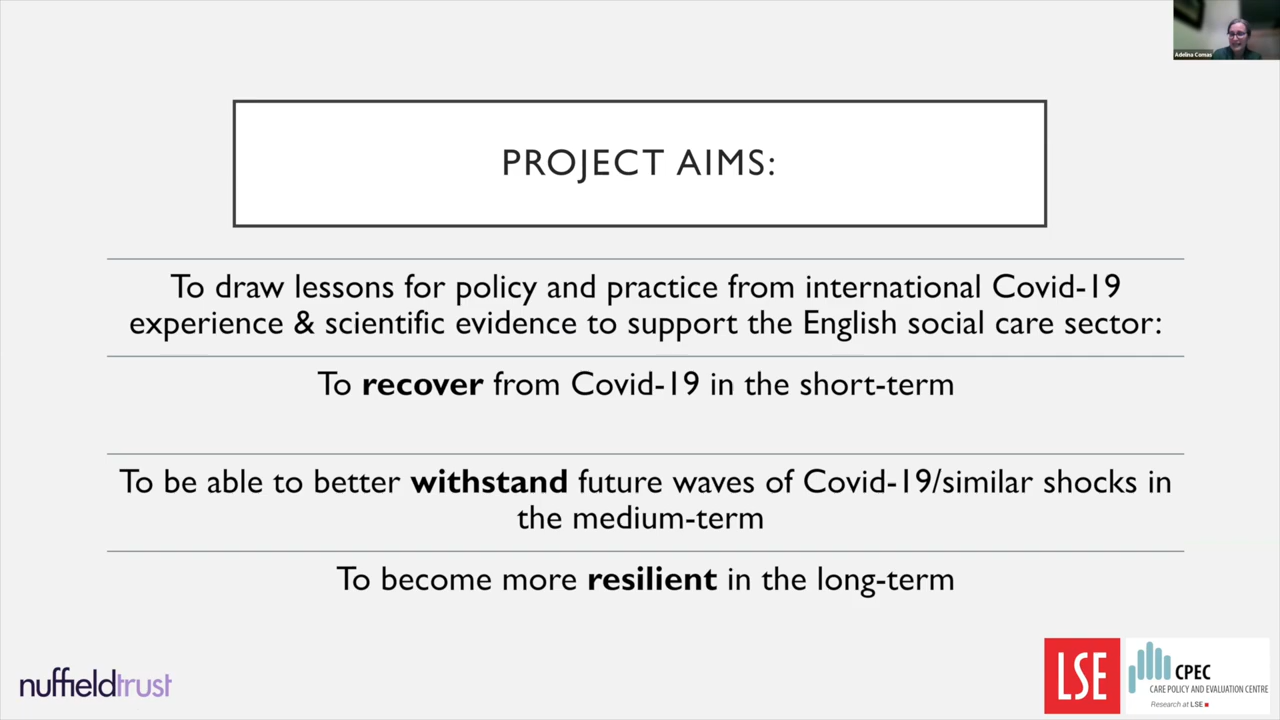 Adelina Comas
PROJECT AIMS:
To draw lessons for policy and practice from international Covid-19
experience & scientific evidence to support the English social care sector:
To recover from Covid-19 in the short-term
To be able to better withstand future waves of Covid-19/similar shocks in
the medium-term
To become more resilient in the long-term
nuffieldtrust
LSE
CPEC
CARE POLICY AND EVALUATION CENTRE
Research at LSE